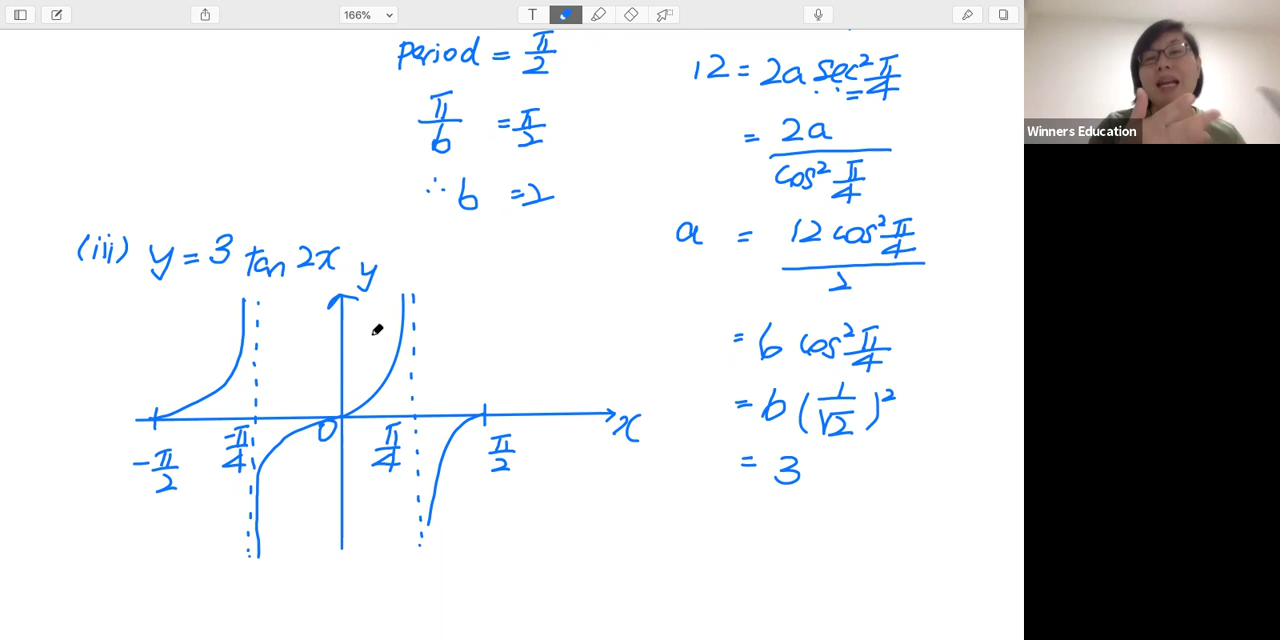 166%
Period = π/2
π/b = π/2
∴ b = 2
(iii) y = 3 tan 2x
y
x
0
-π/2
-π/4
π/4
π/2
12 = 2a sec² π/4
= 2a / cos² π/4
a = 12 cos² π/4 / 2
= 6 cos² π/4
= 6 (1/√2)²
= 3
Winners Education